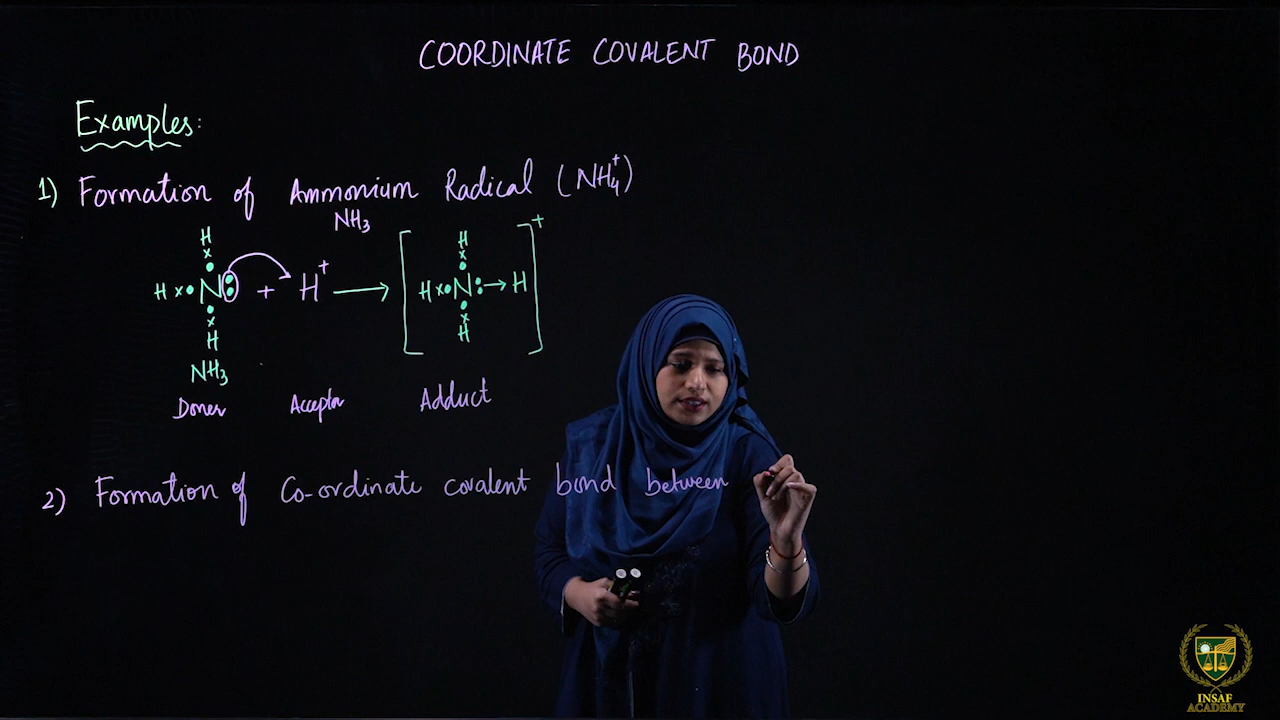 COORDINATE COVALENT BOND
Examples:
1) Formation of Ammonium Radical (NH₄⁺)
NH₃
H
x
H x • N : + H⁺ → [H x • N : → H]⁺
x
H
NH₃
Doner Acceptor Adduct
2) Formation of Co-ordinate covalent bond between
INSAF
ACADEMY